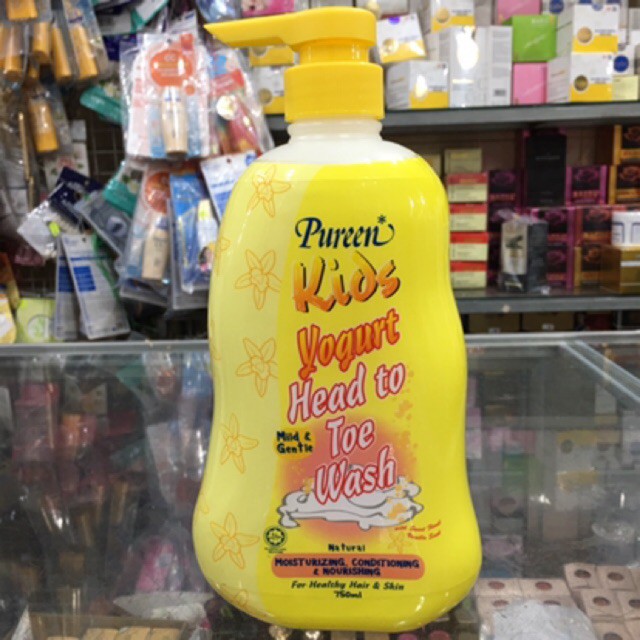 Pureen*
Kids
Yogurt
Head to
Toe
Wash
Mild &
Gentle
Natural
MOISTURIZING, CONDITIONING
& NOURISHING
For Healthy Hair & Skin
750ml